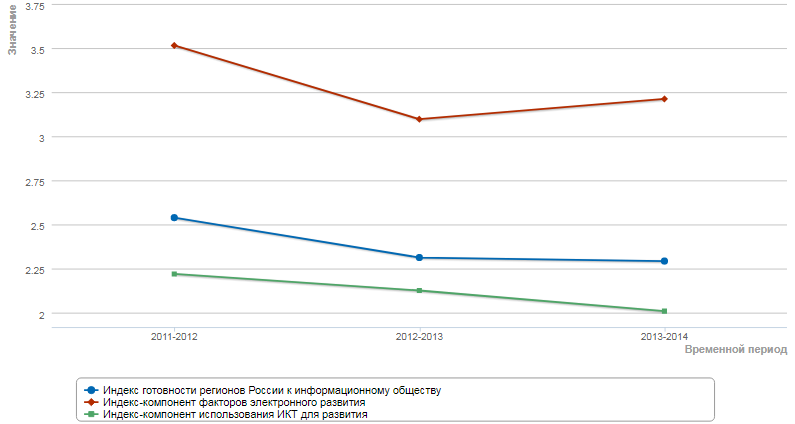 Значение
3.75
3.5
3.25
3
2.75
2.5
2.25
2
2011-2012 2012-2013 2013-2014
Временной период
Индекс готовности регионов России к информационному обществу
Индекс-компонент факторов электронного развития
Индекс-компонент использования ИКТ для развития